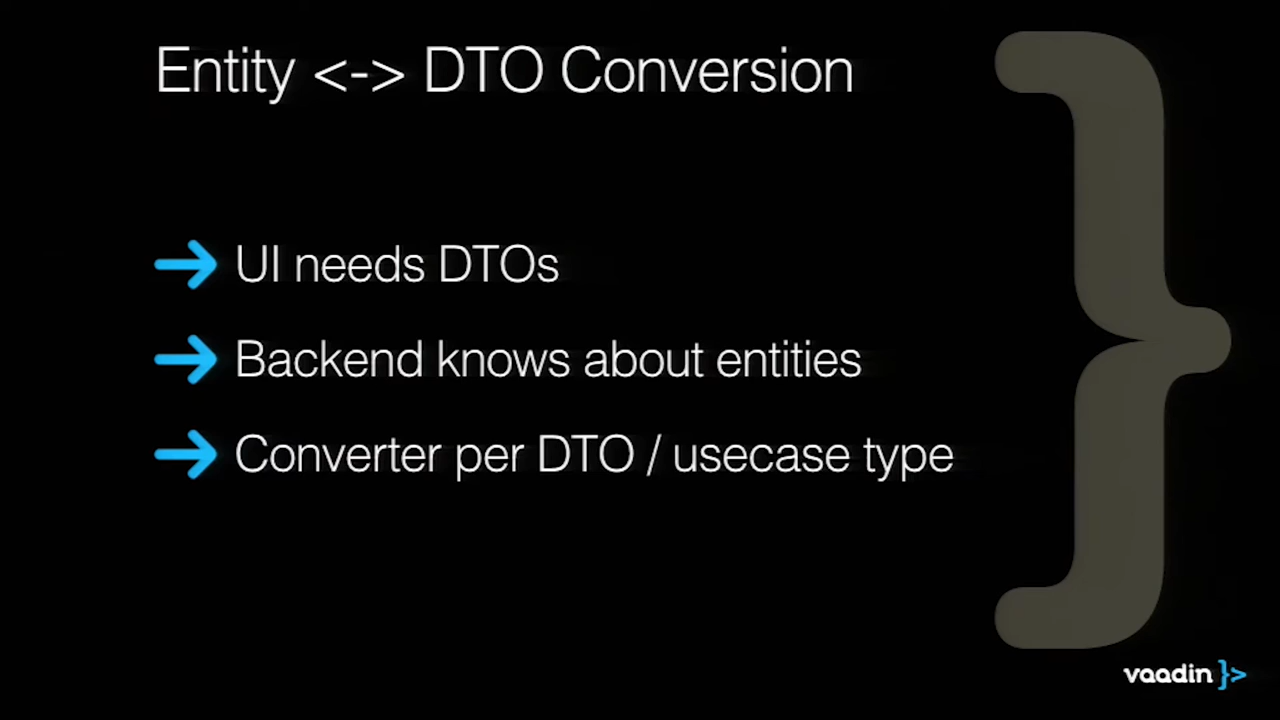 Entity <-> DTO Conversion
UI needs DTOs
Backend knows about entities
Converter per DTO / usecase type
vaadin }>